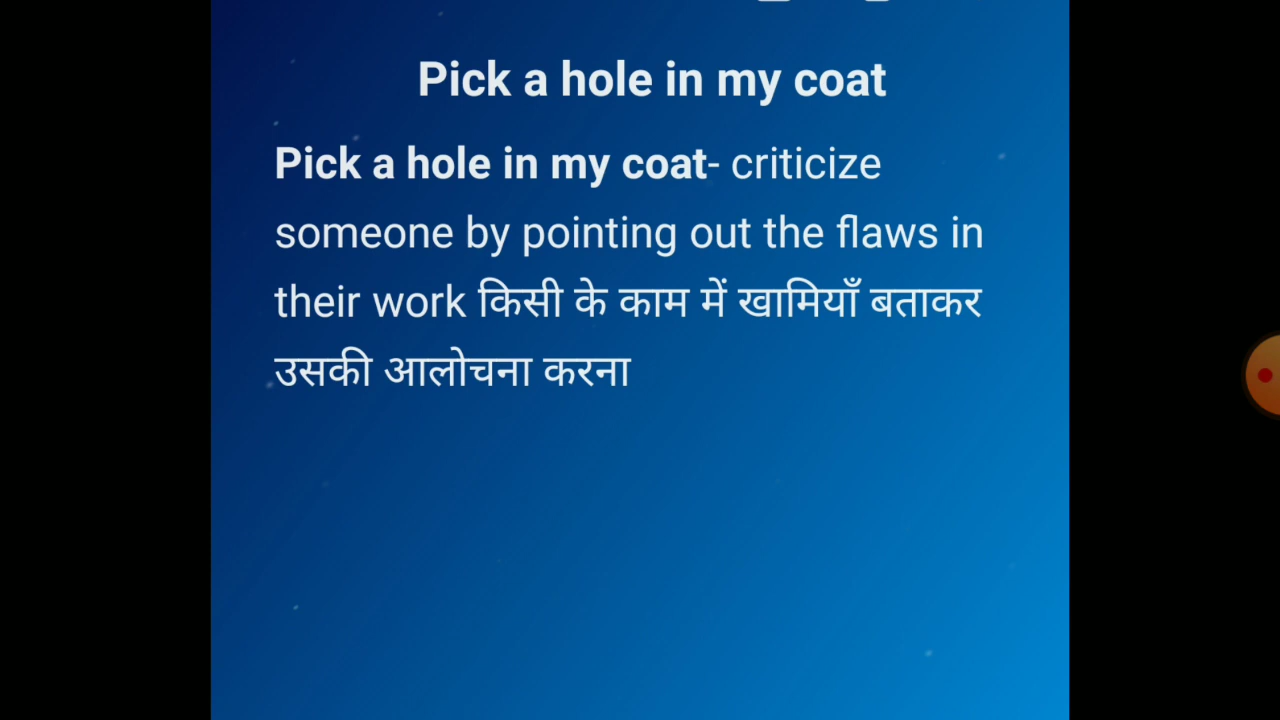 Pick a hole in my coat
Pick a hole in my coat- criticize
someone by pointing out the flaws in
their work किसी के काम में खामियाँ बताकर
उसकी आलोचना करना